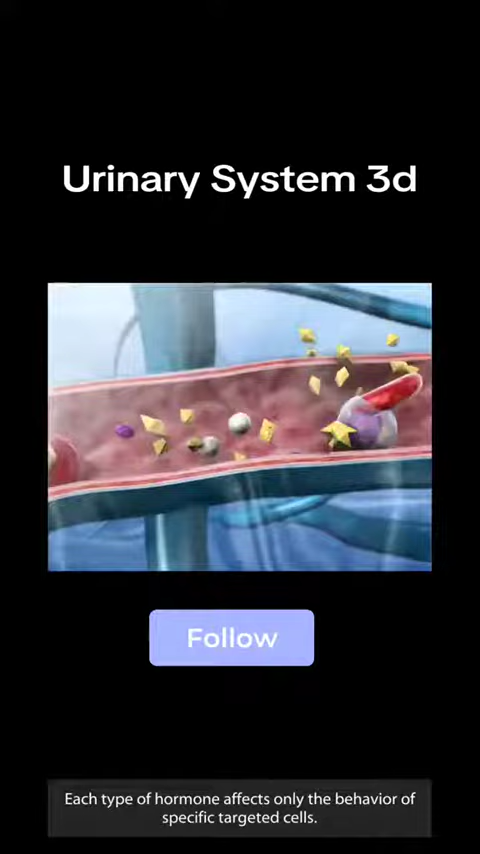 Urinary System 3d
Follow
Each type of hormone affects only the behavior of
specific targeted cells.